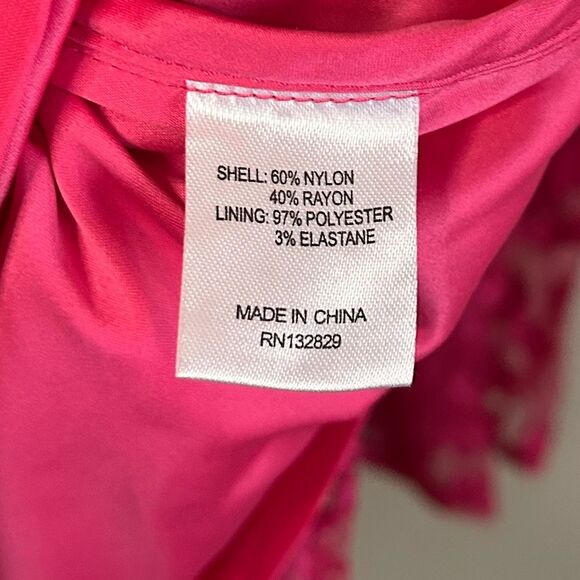 SHELL: 60% NYLON
40% RAYON
LINING: 97% POLYESTER
3% ELASTANE
MADE IN CHINA
RN132829